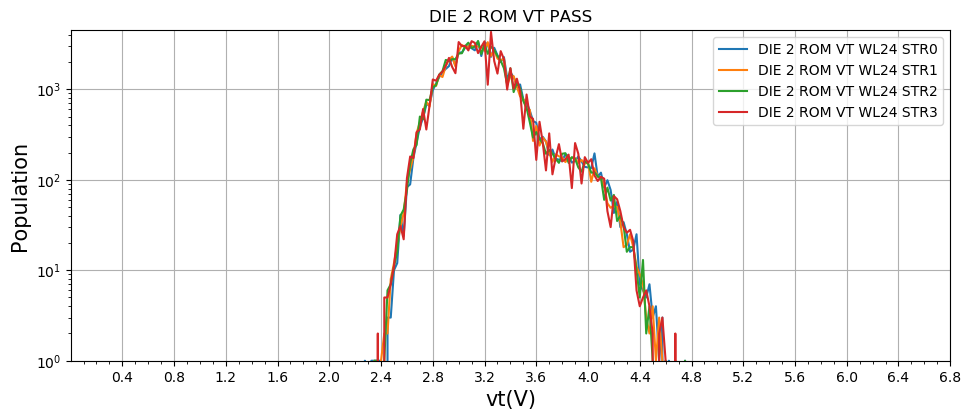 DIE 2 ROM VT PASS
DIE 2 ROM VT WL24 STR0
DIE 2 ROM VT WL24 STR1
DIE 2 ROM VT WL24 STR2
DIE 2 ROM VT WL24 STR3
Population
10³
10²
10¹
10⁰
0.4 0.8 1.2 1.6 2.0 2.4 2.8 3.2 3.6 4.0 4.4 4.8 5.2 5.6 6.0 6.4 6.8
vt(V)